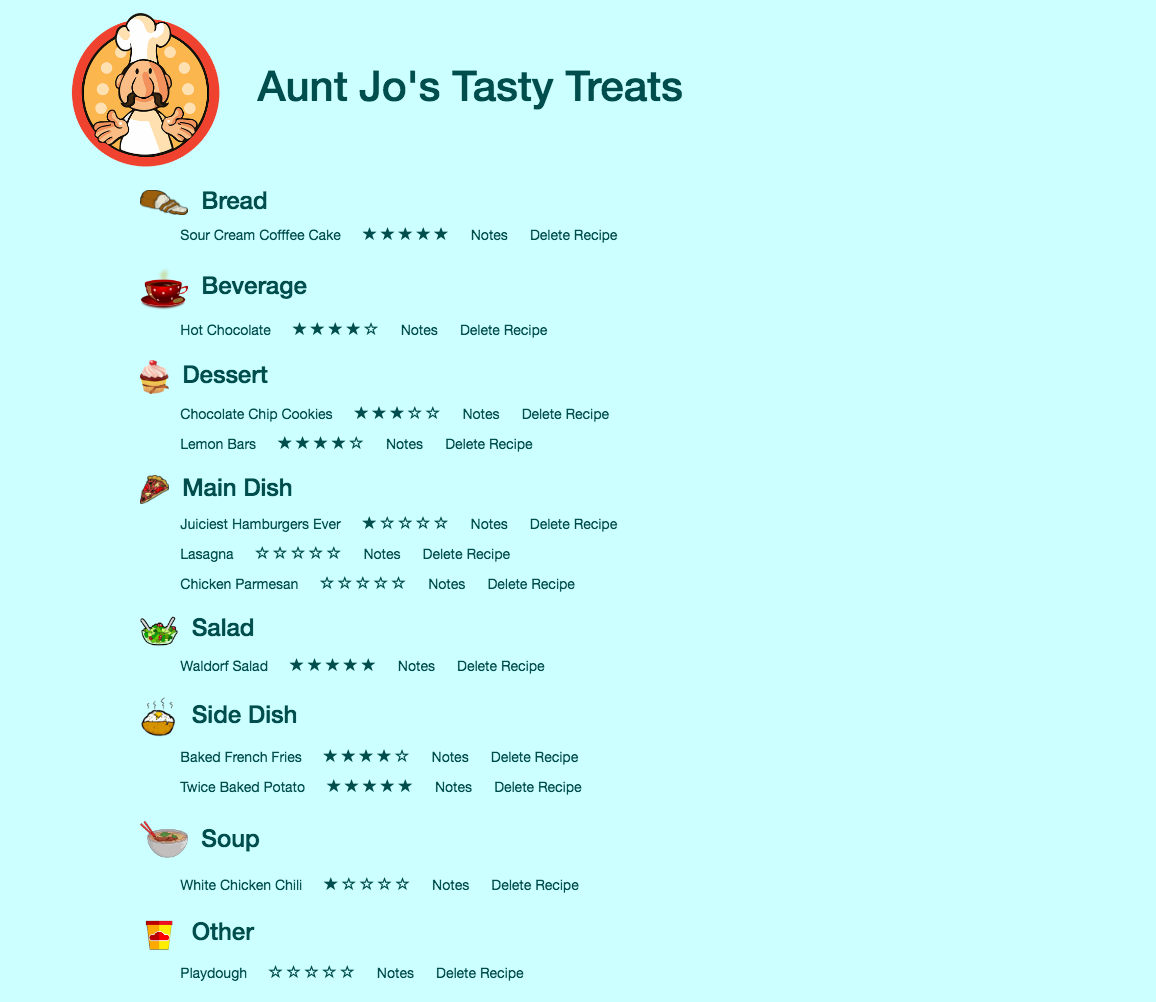 Aunt Jo's Tasty Treats
Bread
Sour Cream Cofffee Cake ★★★★★ Notes Delete Recipe
Beverage
Hot Chocolate ★★★★☆ Notes Delete Recipe
Dessert
Chocolate Chip Cookies ★★★☆☆ Notes Delete Recipe
Lemon Bars ★★★★☆ Notes Delete Recipe
Main Dish
Juiciest Hamburgers Ever ★☆☆☆☆ Notes Delete Recipe
Lasagna ☆☆☆☆☆ Notes Delete Recipe
Chicken Parmesan ☆☆☆☆☆ Notes Delete Recipe
Salad
Waldorf Salad ★★★★★ Notes Delete Recipe
Side Dish
Baked French Fries ★★★★☆ Notes Delete Recipe
Twice Baked Potato ★★★★★ Notes Delete Recipe
Soup
White Chicken Chili ★☆☆☆☆ Notes Delete Recipe
Other
Playdough ☆☆☆☆☆ Notes Delete Recipe